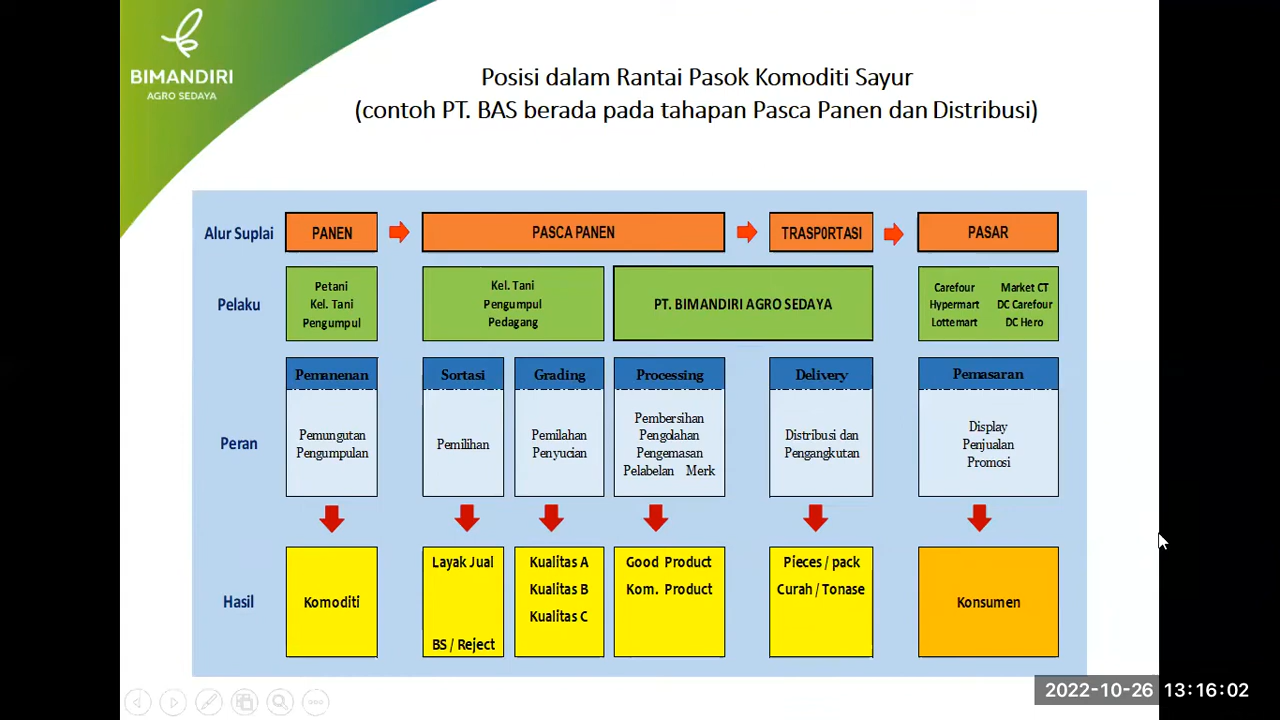 BIMANDIRI
AGRO SEDAYA
Posisi dalam Rantai Pasok Komoditi Sayur
(contoh PT. BAS berada pada tahapan Pasca Panen dan Distribusi)
Alur Suplai
PANEN
PASCA PANEN
TRASPORTASI
PASAR
Pelaku
Petani
Kel. Tani
Pengumpul
Kel. Tani
Pengumpul
Pedagang
PT. BIMANDIRI AGRO SEDAYA
Carefour
Hypermart
Lottemart
Market CT
DC Carefour
DC Hero
Peran
Pemanenan
Pemungutan
Pengumpulan
Sortasi
Pemilihan
Grading
Pemilahan
Penyucian
Processing
Pembersihan
Pengolahan
Pengemasan
Pelabelan Merk
Delivery
Distribusi dan
Pengangkutan
Pemasaran
Display
Penjualan
Promosi
Hasil
Komoditi
Layak Jual
BS / Reject
Kualitas A
Kualitas B
Kualitas C
Good Product
Kom. Product
Pieces / pack
Curah / Tonase
Konsumen
2022-10-26 13:16:02